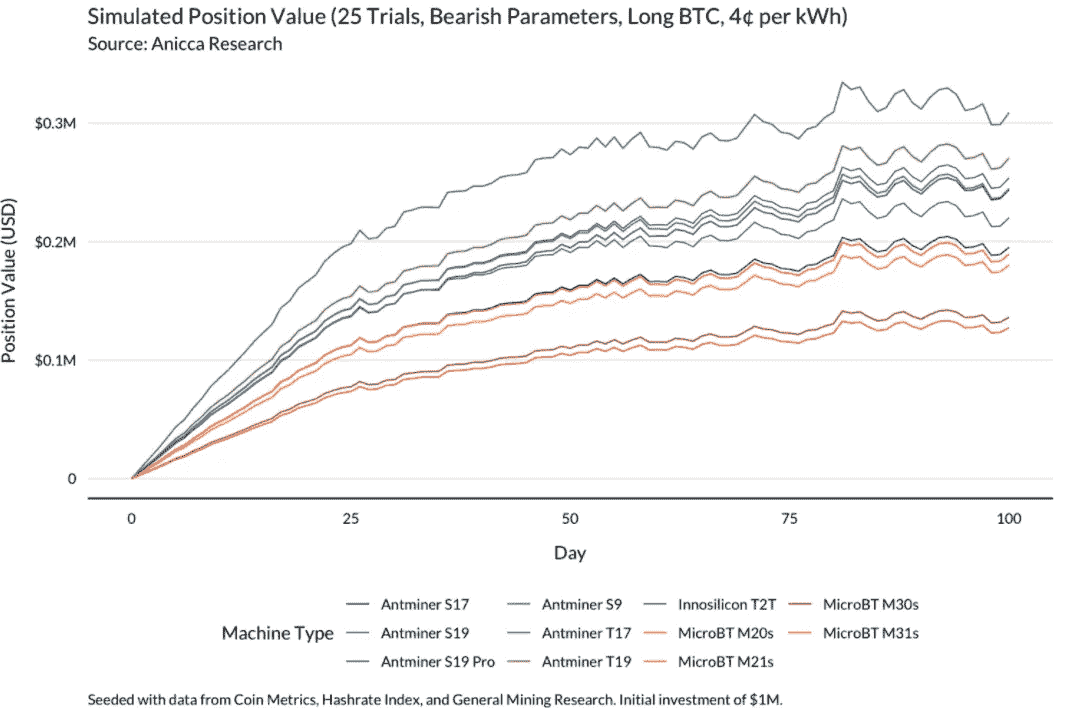 Simulated Position Value (25 Trials, Bearish Parameters, Long BTC, 4¢ per kWh)
Source: Anicca Research
$0.3M
$0.2M
$0.1M
0
Position Value (USD)
0 25 50 75 100
Day
Machine Type
Antminer S17 Antminer S9 Innosilicon T2T MicroBT M30s
Antminer S19 Antminer T17 MicroBT M20s MicroBT M31s
Antminer S19 Pro Antminer T19 MicroBT M21s
Seeded with data from Coin Metrics, Hashrate Index, and General Mining Research. Initial investment of $1M.